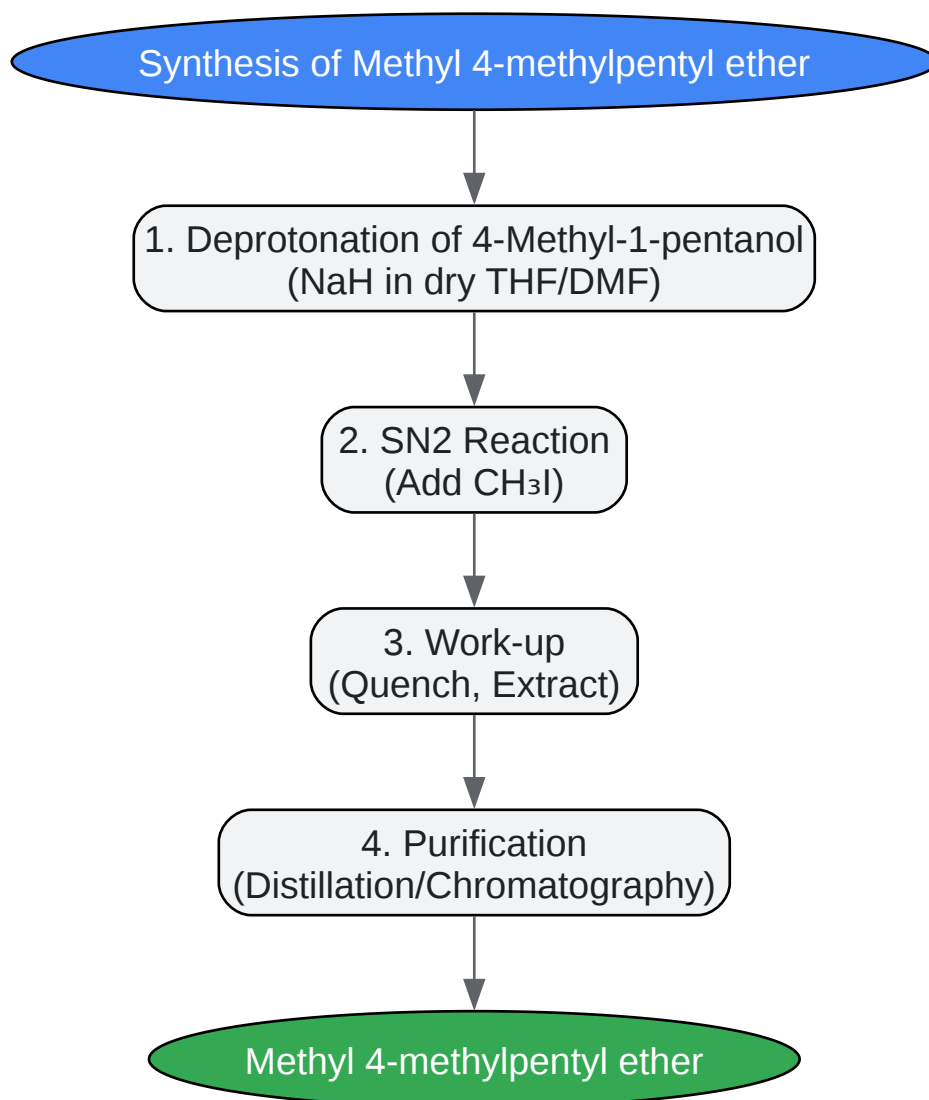 Synthesis of Methyl 4-methylpentyl ether
1. Deprotonation of 4-Methyl-1-pentanol
(NaH in dry THF/DMF)
2. SN2 Reaction
(Add CH₃I)
3. Work-up
(Quench, Extract)
4. Purification
(Distillation/Chromatography)
Methyl 4-methylpentyl ether